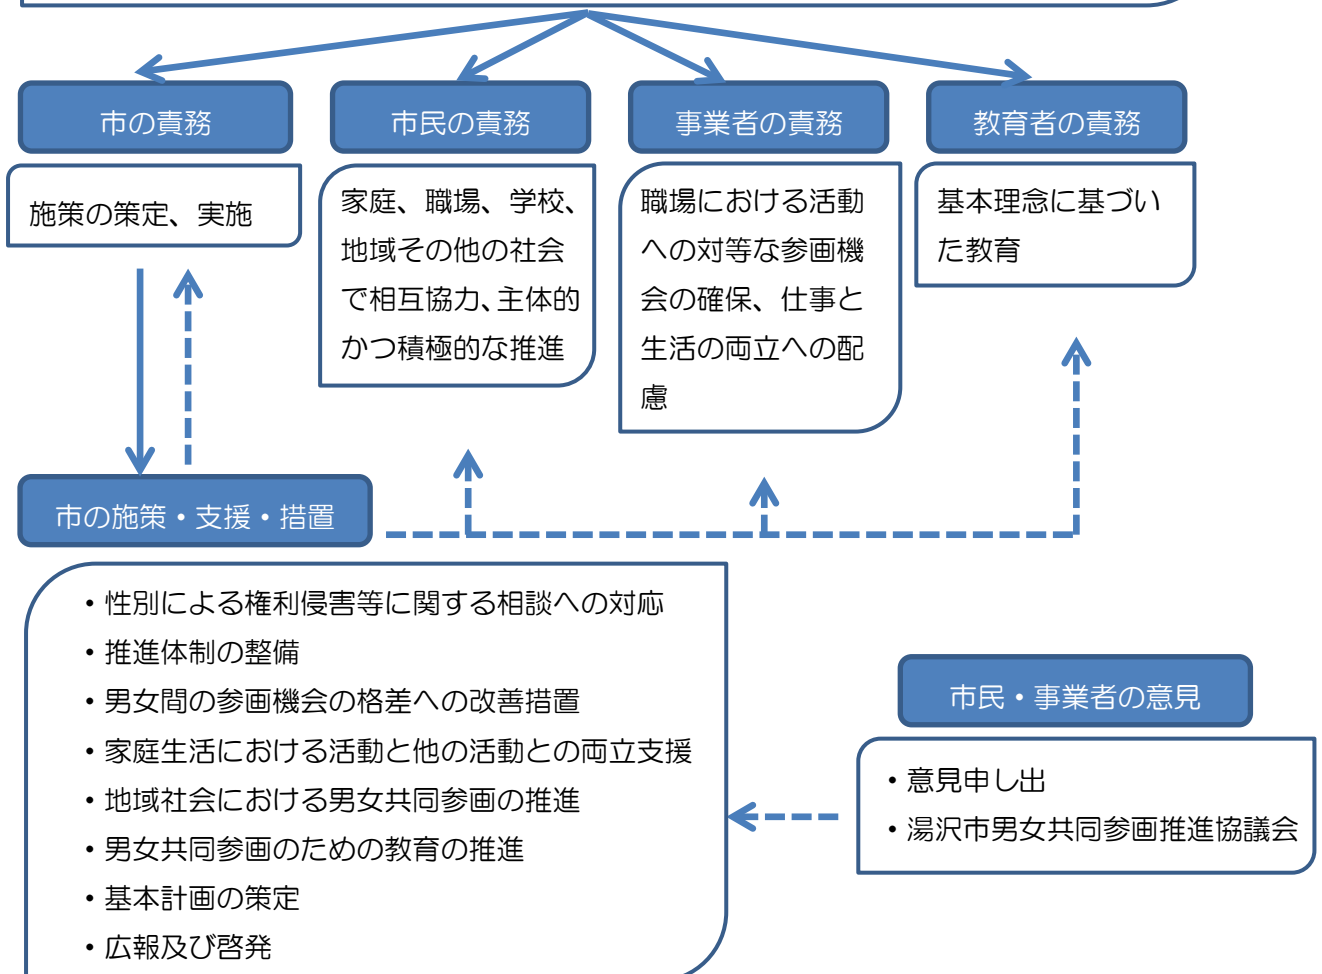 市の責務
市民の責務
事業者の責務
教育者の責務
施策の策定、実施
家庭、職場、学校、
地域その他の社会
で相互協力、主体的
かつ積極的な推進
職場における活動
への対等な参画機
会の確保、仕事と
生活の両立への配
慮
基本理念に基づい
た教育
市の施策・支援・措置
・性別による権利侵害等に関する相談への対応
・推進体制の整備
・男女間の参画機会の格差への改善措置
・家庭生活における活動と他の活動との両立支援
・地域社会における男女共同参画の推進
・男女共同参画のための教育の推進
・基本計画の策定
・広報及び啓発
市民・事業者の意見
・意見申し出
・湯沢市男女共同参画推進協議会